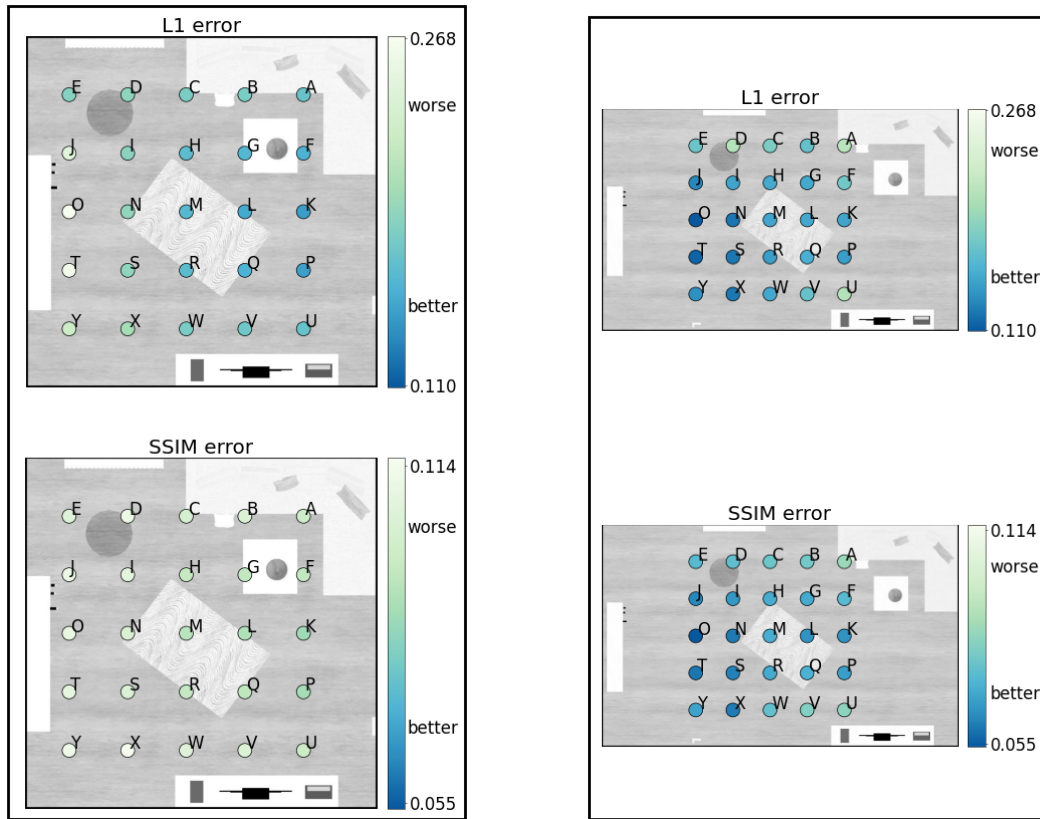 L1 error
0.268
E D C B A
worse
J I H G F
O N M L K
T S R Q P
better
Y X W V U
0.110
SSIM error
0.114
E D C B A
worse
J I H G F
O N M L K
T S R Q P
better
Y X W V U
0.055
L1 error
0.268
E D C B A
worse
J I H G F
O N M L K
T S R Q P
better
Y X W V U
0.110
SSIM error
0.114
E D C B A
worse
J I H G F
O N M L K
T S R Q P
better
Y X W V U
0.055